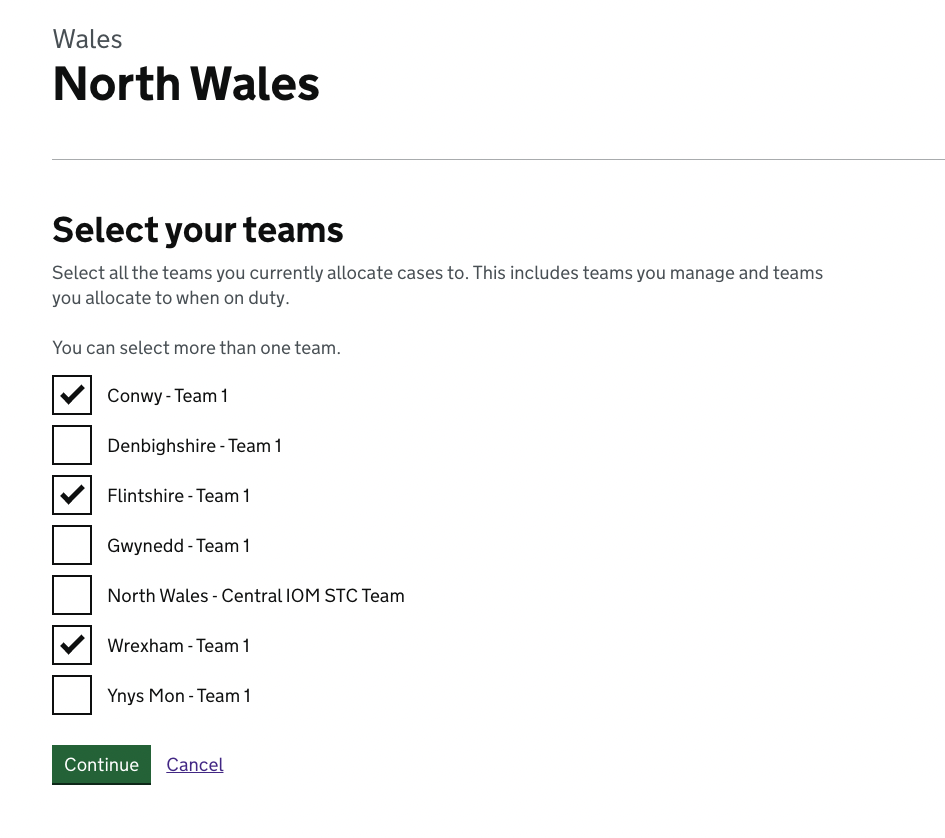 Wales
North Wales
Select your teams
Select all the teams you currently allocate cases to. This includes teams you manage and teams
you allocate to when on duty.
You can select more than one team.
Conwy - Team 1
Denbighshire - Team 1
Flintshire - Team 1
Gwynedd - Team 1
North Wales - Central IOM STC Team
Wrexham - Team 1
Ynys Mon - Team 1
Continue Cancel